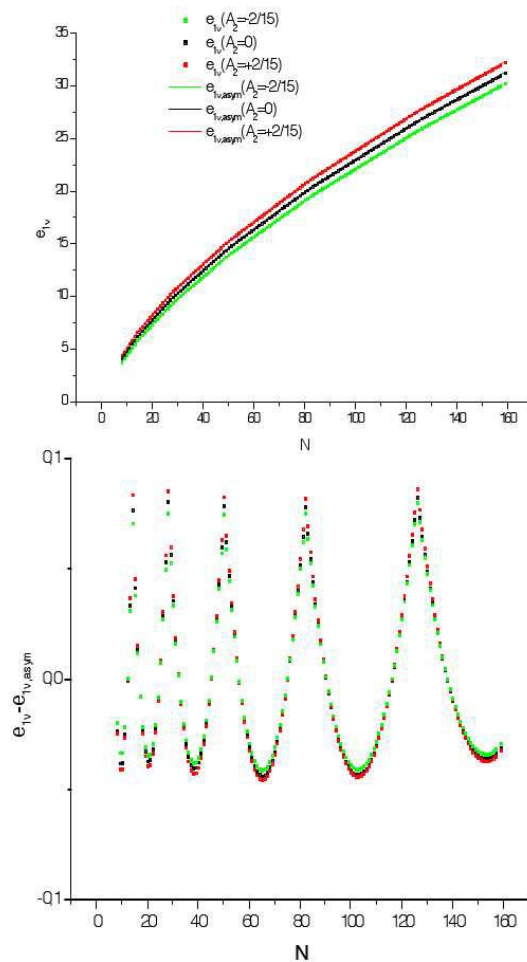 e₁ᵥ(A₂=-2/15)
e₁ᵥ(A₂=0)
e₁ᵥ(A₂=+2/15)
e₁ᵥ,asym(A₂=-2/15)
e₁ᵥ,asym(A₂=0)
e₁ᵥ,asym(A₂=+2/15)
35
30
25
20
15
10
5
0
e₁ᵥ
0 20 40 60 80 100 120 140 160
N
0,1
0,0
-0,1
e₁ᵥ-e₁ᵥ,asym
0 20 40 60 80 100 120 140 160
N